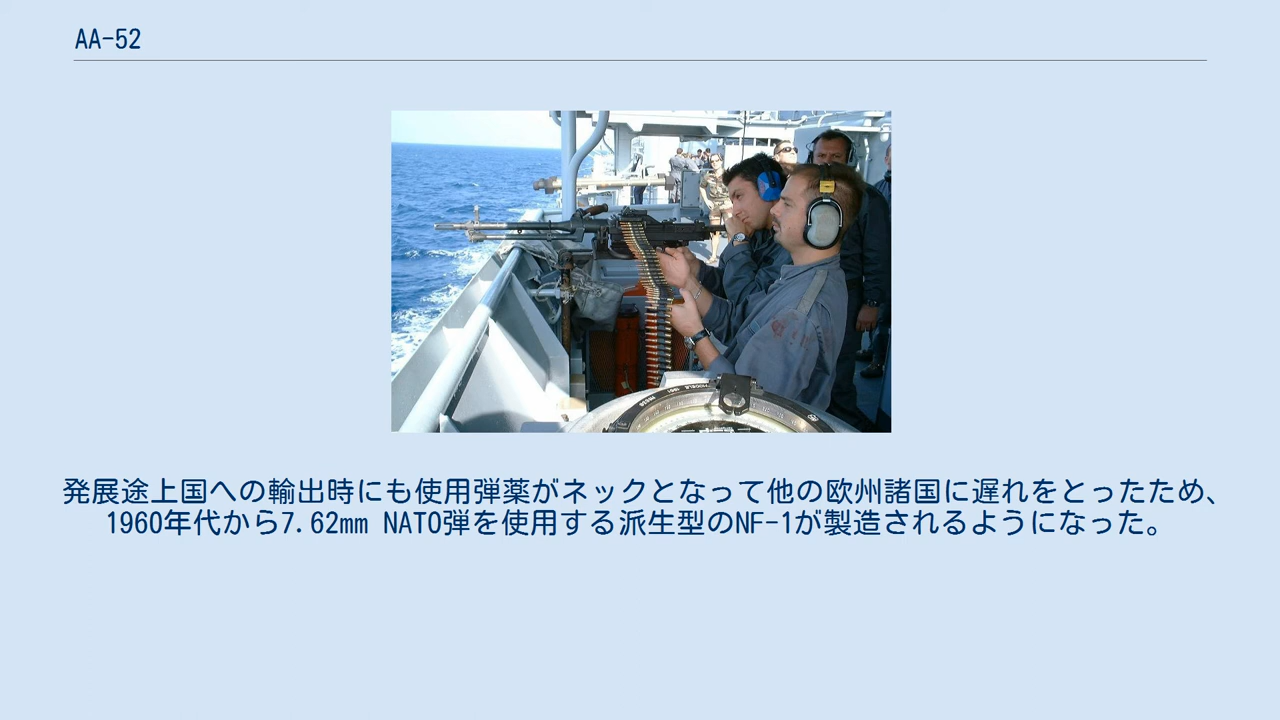 AA-52
発展途上国への輸出時にも使用弾薬がネックとなって他の欧州諸国に遅れをとったため、
1960年代から7.62mm NATO弾を使用する派生型のNF-1が製造されるようになった。